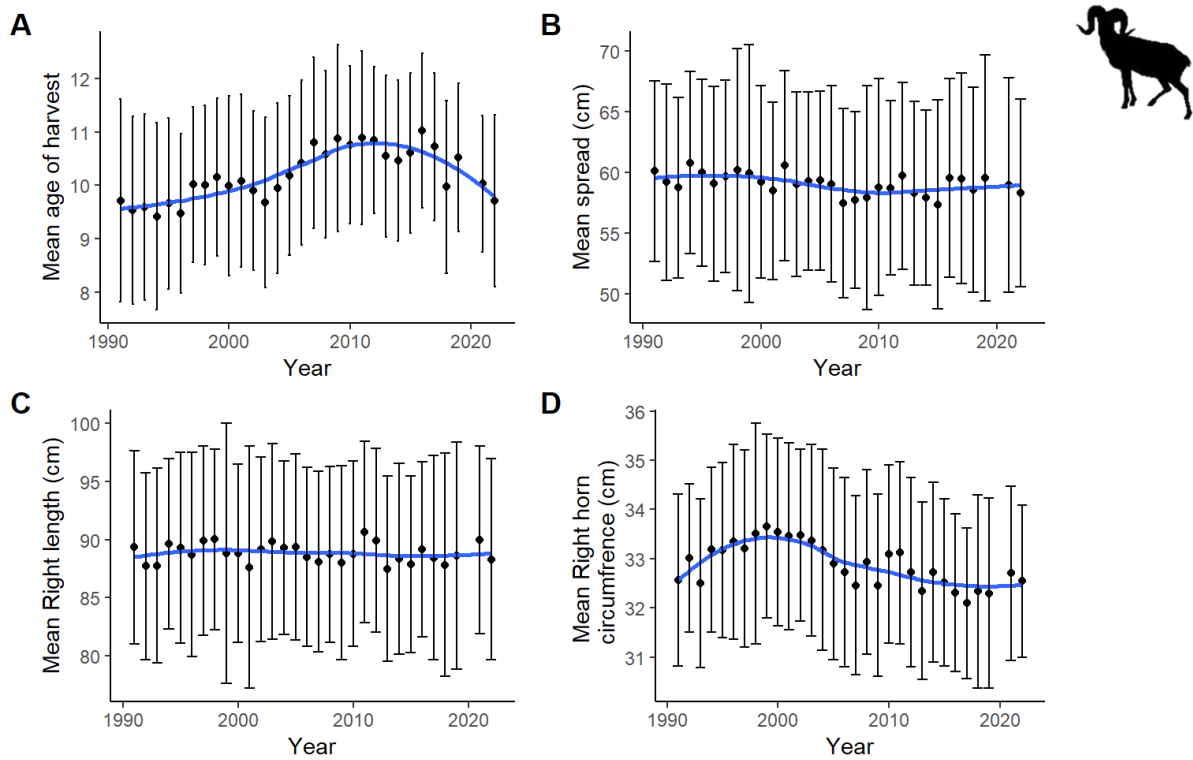 A
Mean age of harvest
12
11
10
9
8
1990 2000 2010 2020
Year
B
Mean spread (cm)
70
65
60
55
50
1990 2000 2010 2020
Year
C
Mean Right length (cm)
100
95
90
85
80
1990 2000 2010 2020
Year
D
Mean Right horn
circumfrence (cm)
36
35
34
33
32
31
1990 2000 2010 2020
Year